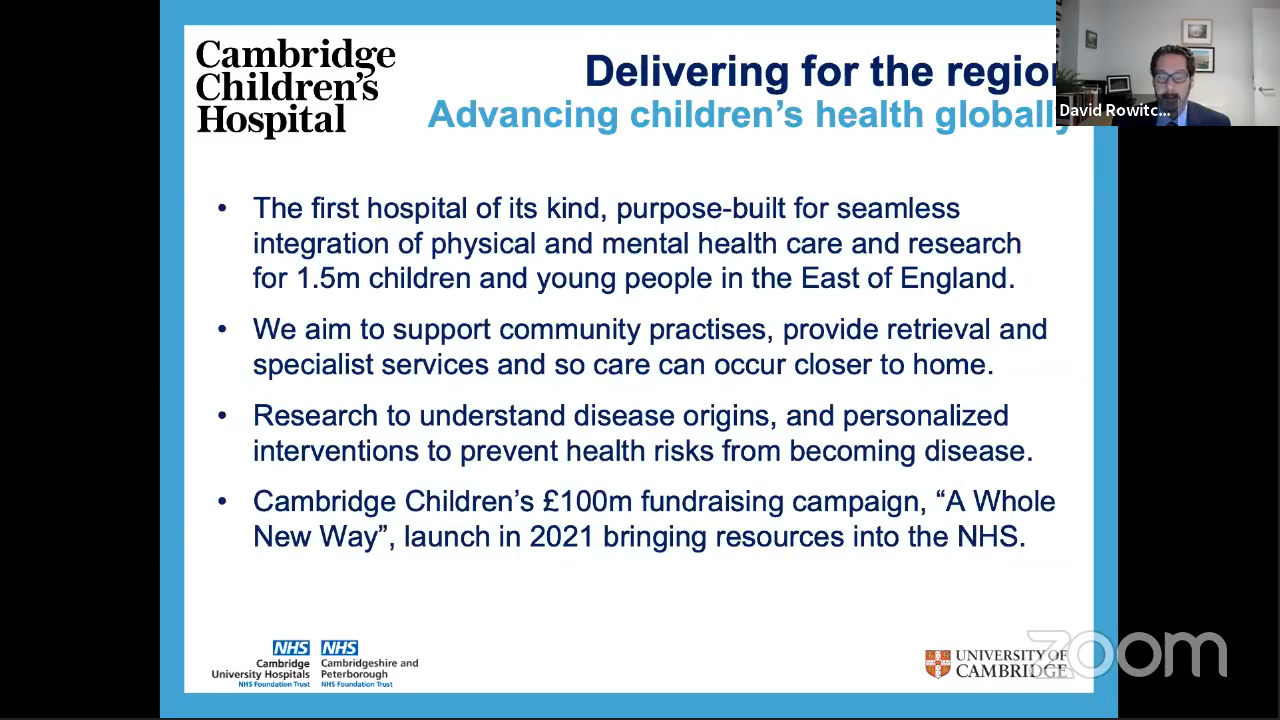 Cambridge
Children's
Hospital
Delivering for the region
Advancing children's health globally
David Rowitc...
• The first hospital of its kind, purpose-built for seamless
integration of physical and mental health care and research
for 1.5m children and young people in the East of England.
• We aim to support community practises, provide retrieval and
specialist services and so care can occur closer to home.
• Research to understand disease origins, and personalized
interventions to prevent health risks from becoming disease.
• Cambridge Children's £100m fundraising campaign, “A Whole
New Way”, launch in 2021 bringing resources into the NHS.
NHS
Cambridge
University Hospitals
NHS Foundation Trust
NHS
Cambridgeshire and
Peterborough
NHS Foundation Trust
UNIVERSITY OF
CAMBRIDGE
zoom